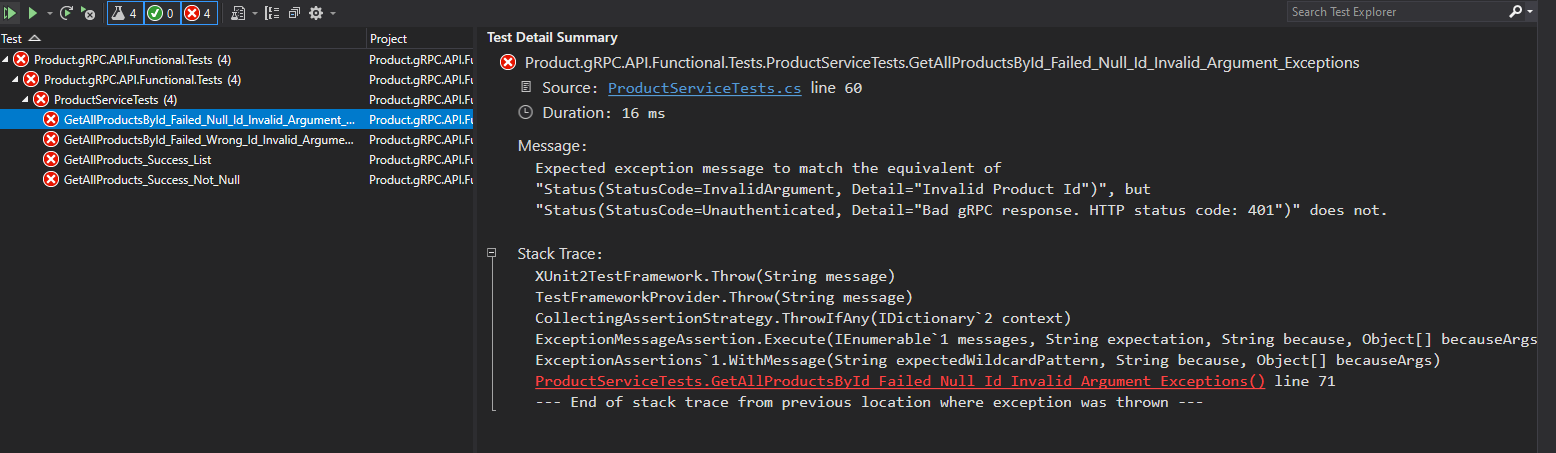 4 0 4
Search Test Explorer
Test Project
Product.gRPC.API.Functional.Tests (4) Product.gRPC.API.Fu
Product.gRPC.API.Functional.Tests (4) Product.gRPC.API.Fu
ProductServiceTests (4) Product.gRPC.API.Fu
GetAllProductsById_Failed_Null_Id_Invalid_Argument_... Product.gRPC.API.Fu
GetAllProductsById_Failed_Wrong_Id_Invalid_Argume... Product.gRPC.API.Fu
GetAllProducts_Success_List Product.gRPC.API.Fu
GetAllProducts_Success_Not_Null Product.gRPC.API.Fu
Test Detail Summary
Product.gRPC.API.Functional.Tests.ProductServiceTests.GetAllProductsById_Failed_Null_Id_Invalid_Argument_Exceptions
Source: ProductServiceTests.cs line 60
Duration: 16 ms
Message:
Expected exception message to match the equivalent of
"Status(StatusCode=InvalidArgument, Detail="Invalid Product Id")", but
"Status(StatusCode=Unauthenticated, Detail="Bad gRPC response. HTTP status code: 401")" does not.
Stack Trace:
XUnit2TestFramework.Throw(String message)
TestFrameworkProvider.Throw(String message)
CollectingAssertionStrategy.ThrowIfAny(IDictionary`2 context)
ExceptionMessageAssertion.Execute(IEnumerable`1 messages, String expectation, String because, Object[] becauseArgs
ExceptionAssertions`1.WithMessage(String expectedWildcardPattern, String because, Object[] becauseArgs)
ProductServiceTests.GetAllProductsById_Failed_Null_Id_Invalid_Argument_Exceptions() line 71
--- End of stack trace from previous location where exception was thrown ---